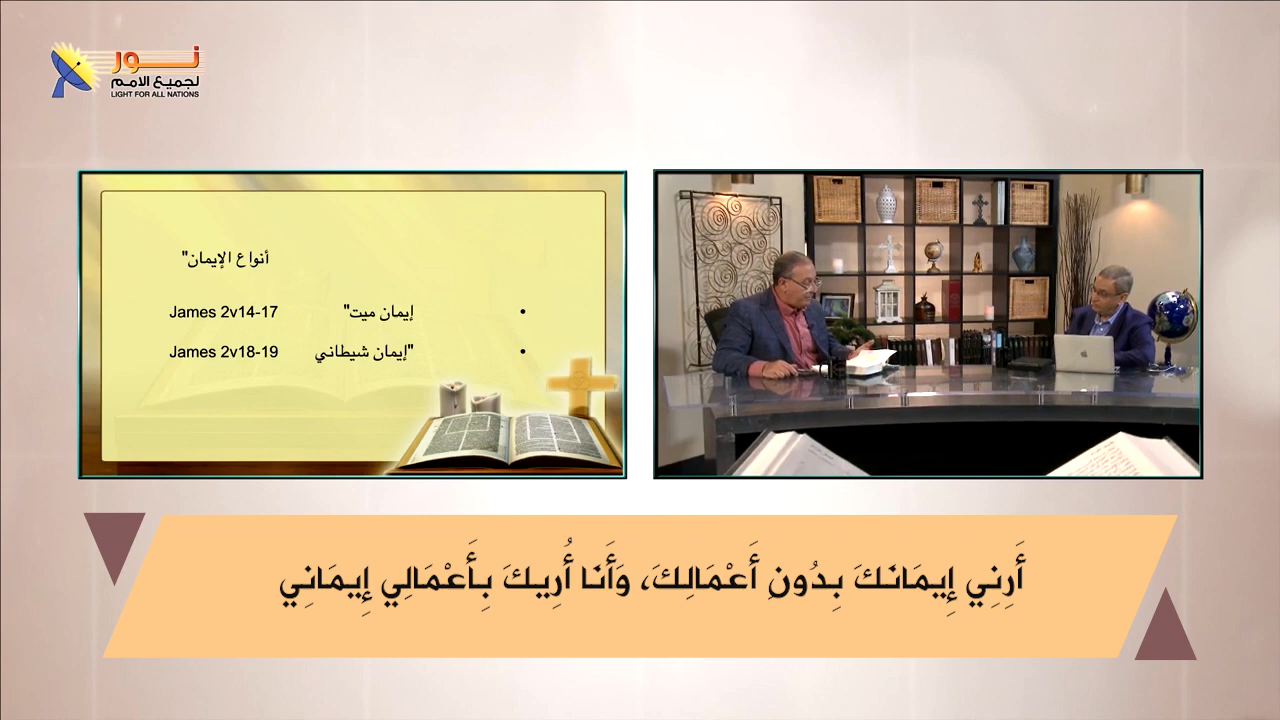 نور
لجميع الامم
LIGHT FOR ALL NATIONS
أنواع الإيمان"
• إيمان ميت" James 2v14-17
• "إيمان شيطاني James 2v18-19
أَرِنِي إِيمَانَكَ بِدُونِ أَعْمَالِكَ، وَأَنَا أُرِيكَ بِأَعْمَالِي إِيمَانِي